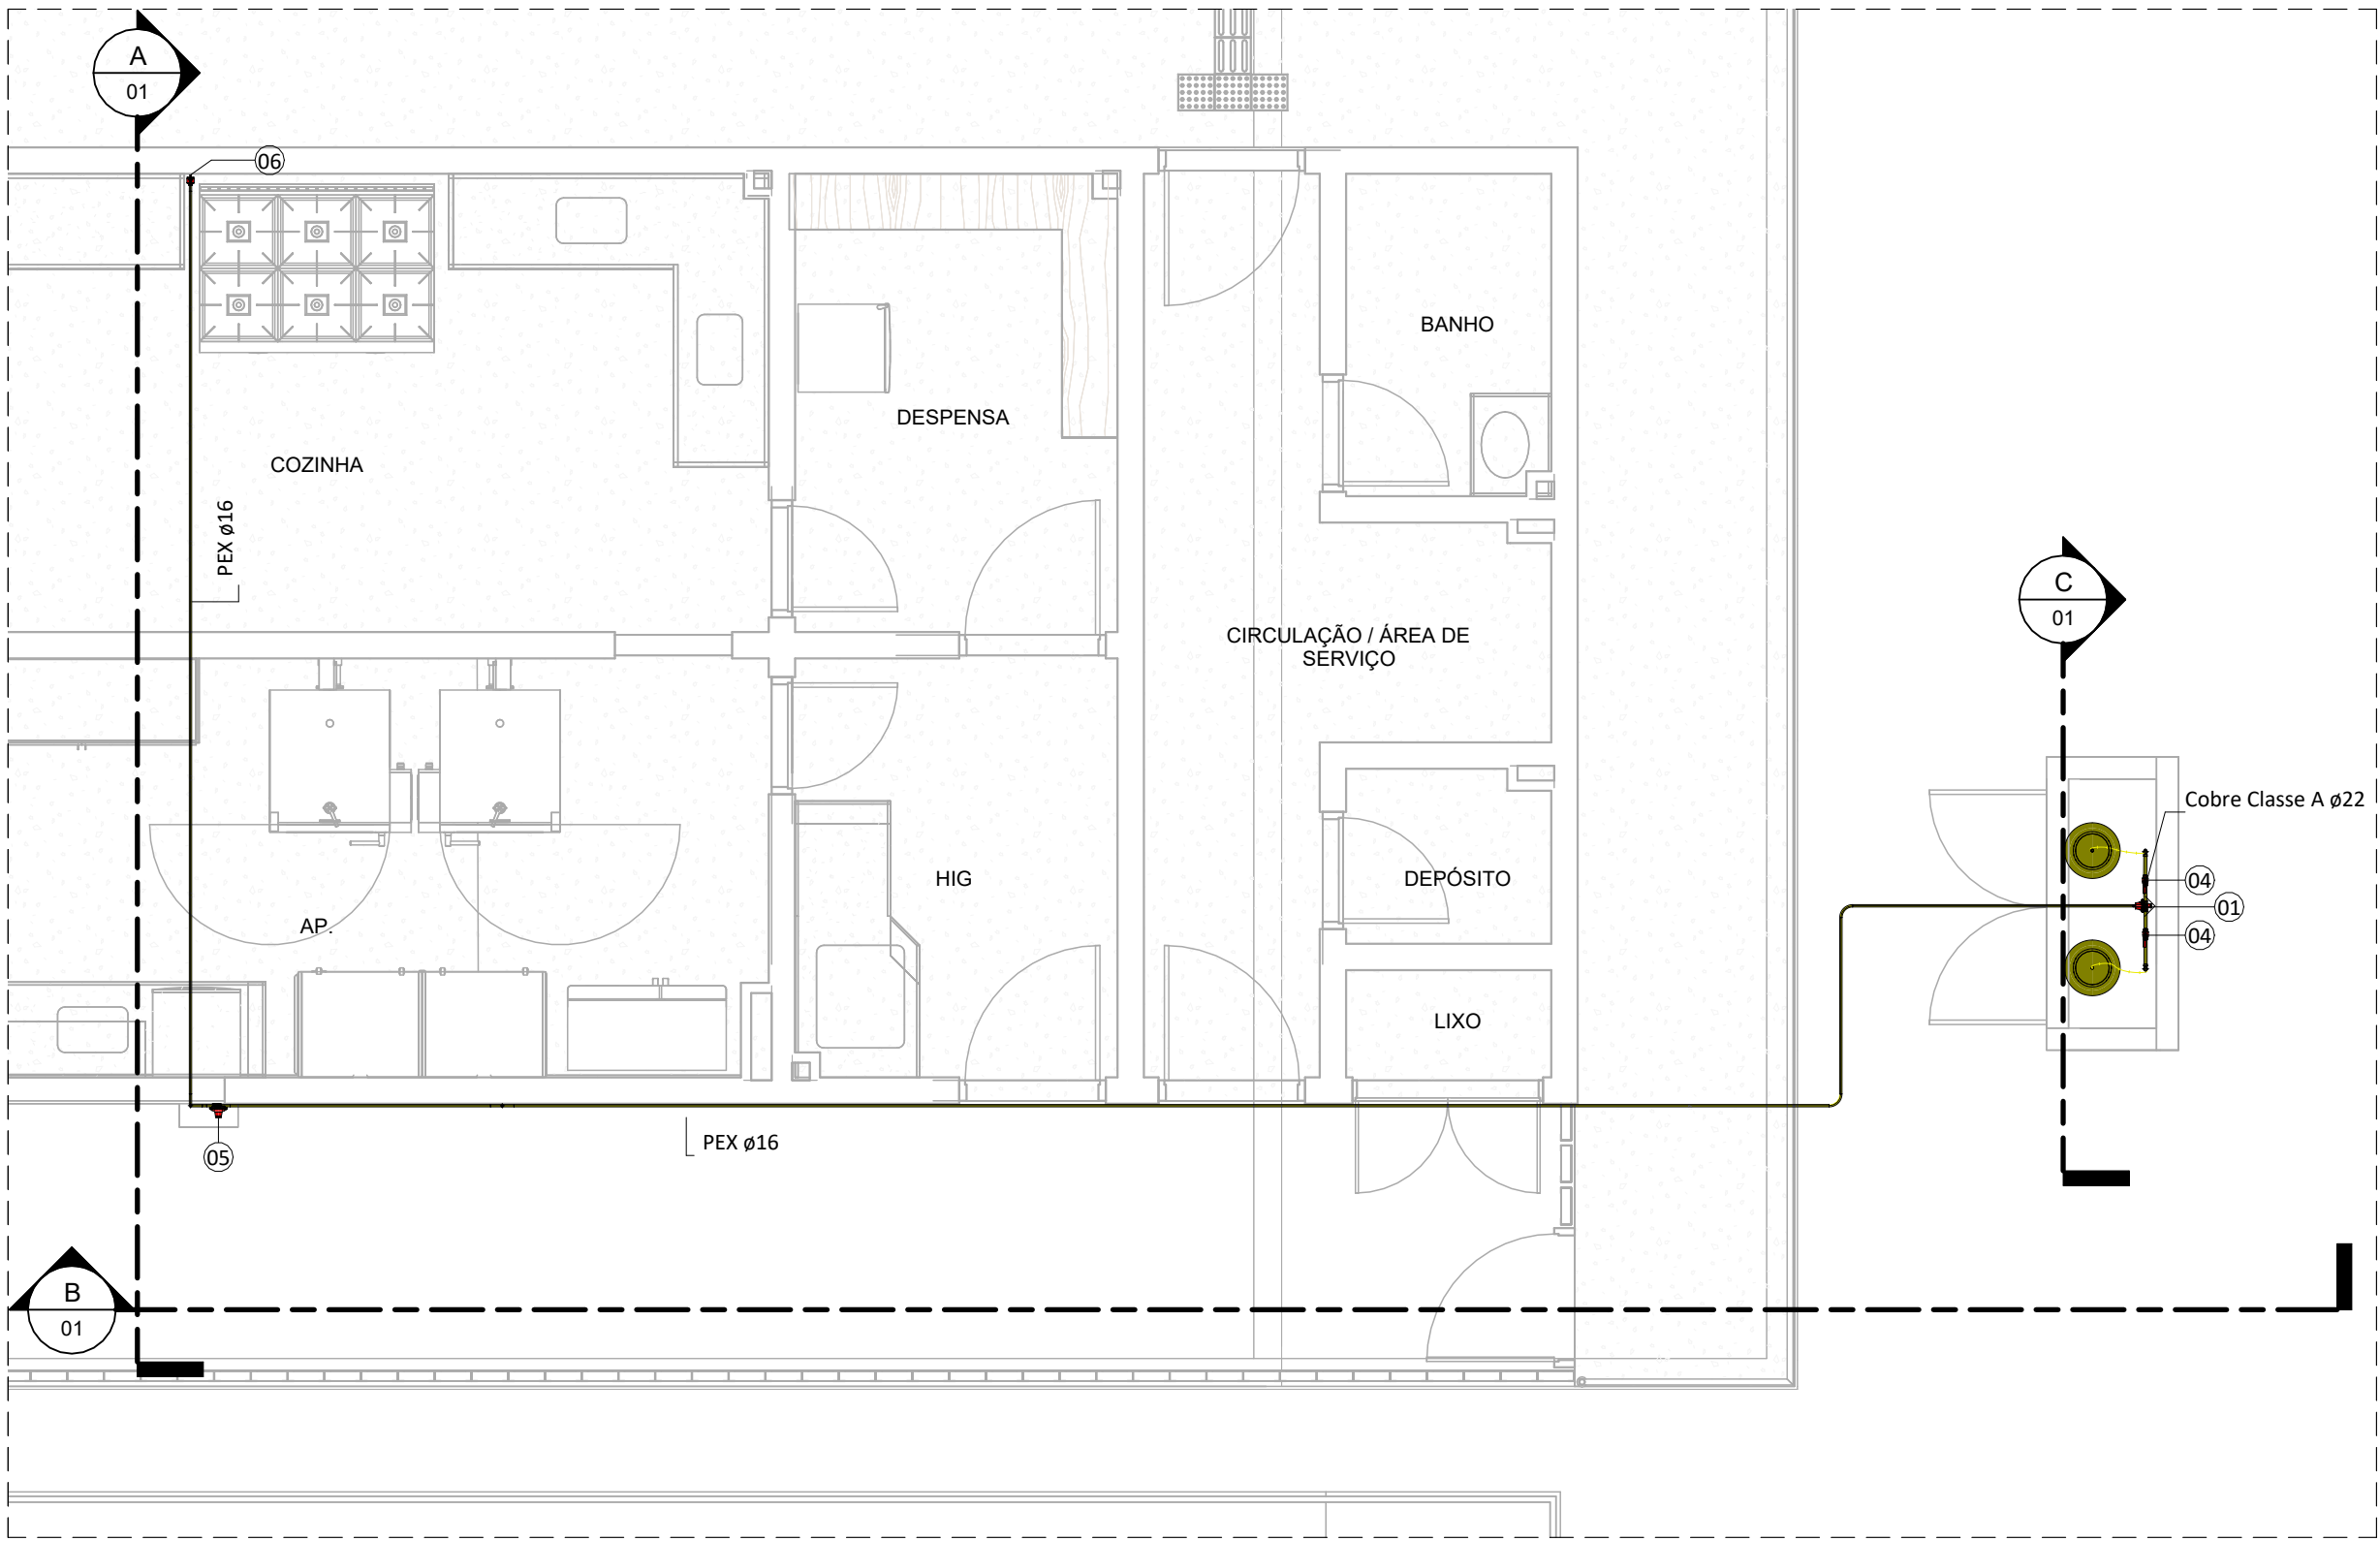 A
01
06
COZINHA
PEX ø16
DESPENSA
BANHO
CIRCULAÇÃO / ÁREA DE
SERVIÇO
C
01
Cobre Classe A ø22
04
01
04
HIG
DEPÓSITO
AP.
LIXO
05
PEX ø16
B
01